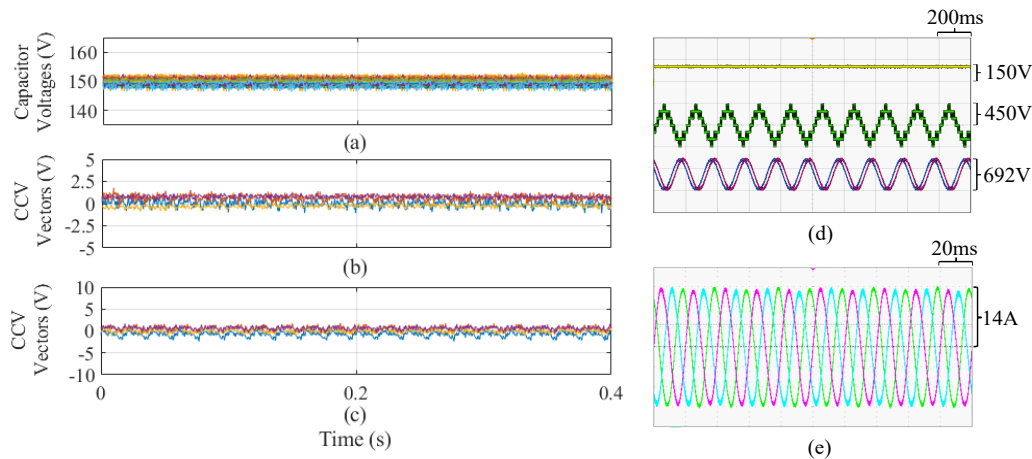 Capacitor
Voltages (V)
160
150
140
(a)
CCV
Vectors (V)
5
2.5
0
-2.5
-5
(b)
CCV
Vectors (V)
10
5
0
-5
-10
0
0.2
0.4
(c)
Time (s)
200ms
150V
450V
692V
(d)
20ms
14A
(e)